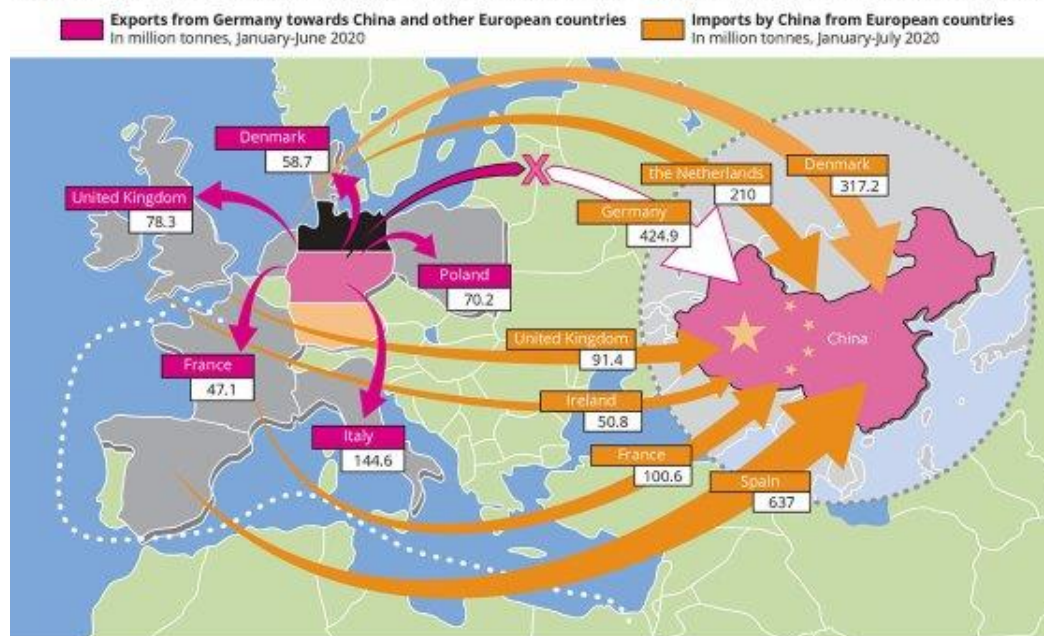 Exports from Germany towards China and other European countries
In million tonnes, January-June 2020
Imports by China from European countries
In million tonnes, January-July 2020
Denmark
58.7
United Kingdom
78.3
Poland
70.2
France
47.1
Italy
144.6
the Netherlands
210
Denmark
317.2
Germany
424.9
United Kingdom
91.4
China
Ireland
50.8
France
100.6
Spain
637